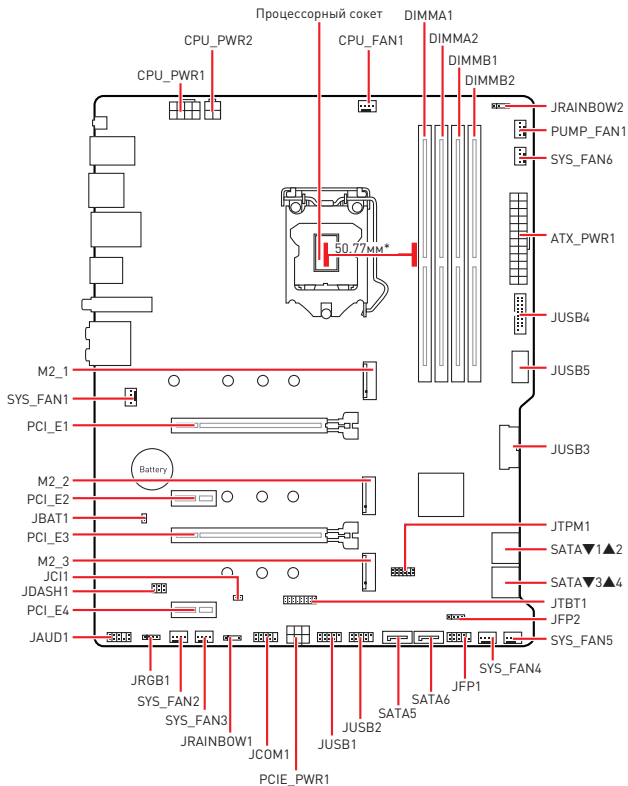 Процессорный сокет
DIMMA1
CPU_PWR2
CPU_FAN1
DIMMA2
DIMMB1
CPU_PWR1
DIMMB2
JRAINBOW2
PUMP_FAN1
SYS_FAN6
ATX_PWR1
50.77мм*
JUSB4
M2_1
JUSB5
SYS_FAN1
PCI_E1
JUSB3
Battery
M2_2
PCI_E2
JBAT1
PCI_E3
JTPM1
SATA▼1▲2
M2_3
JCI1
JDASH1
SATA▼3▲4
PCI_E4
JTBT1
JFP2
JAUD1
SYS_FAN5
JRGB1
SYS_FAN4
SYS_FAN2
JFP1
SYS_FAN3
SATA6
SATA5
JRAINBOW1
JUSB2
JCOM1
JUSB1
PCIE_PWR1